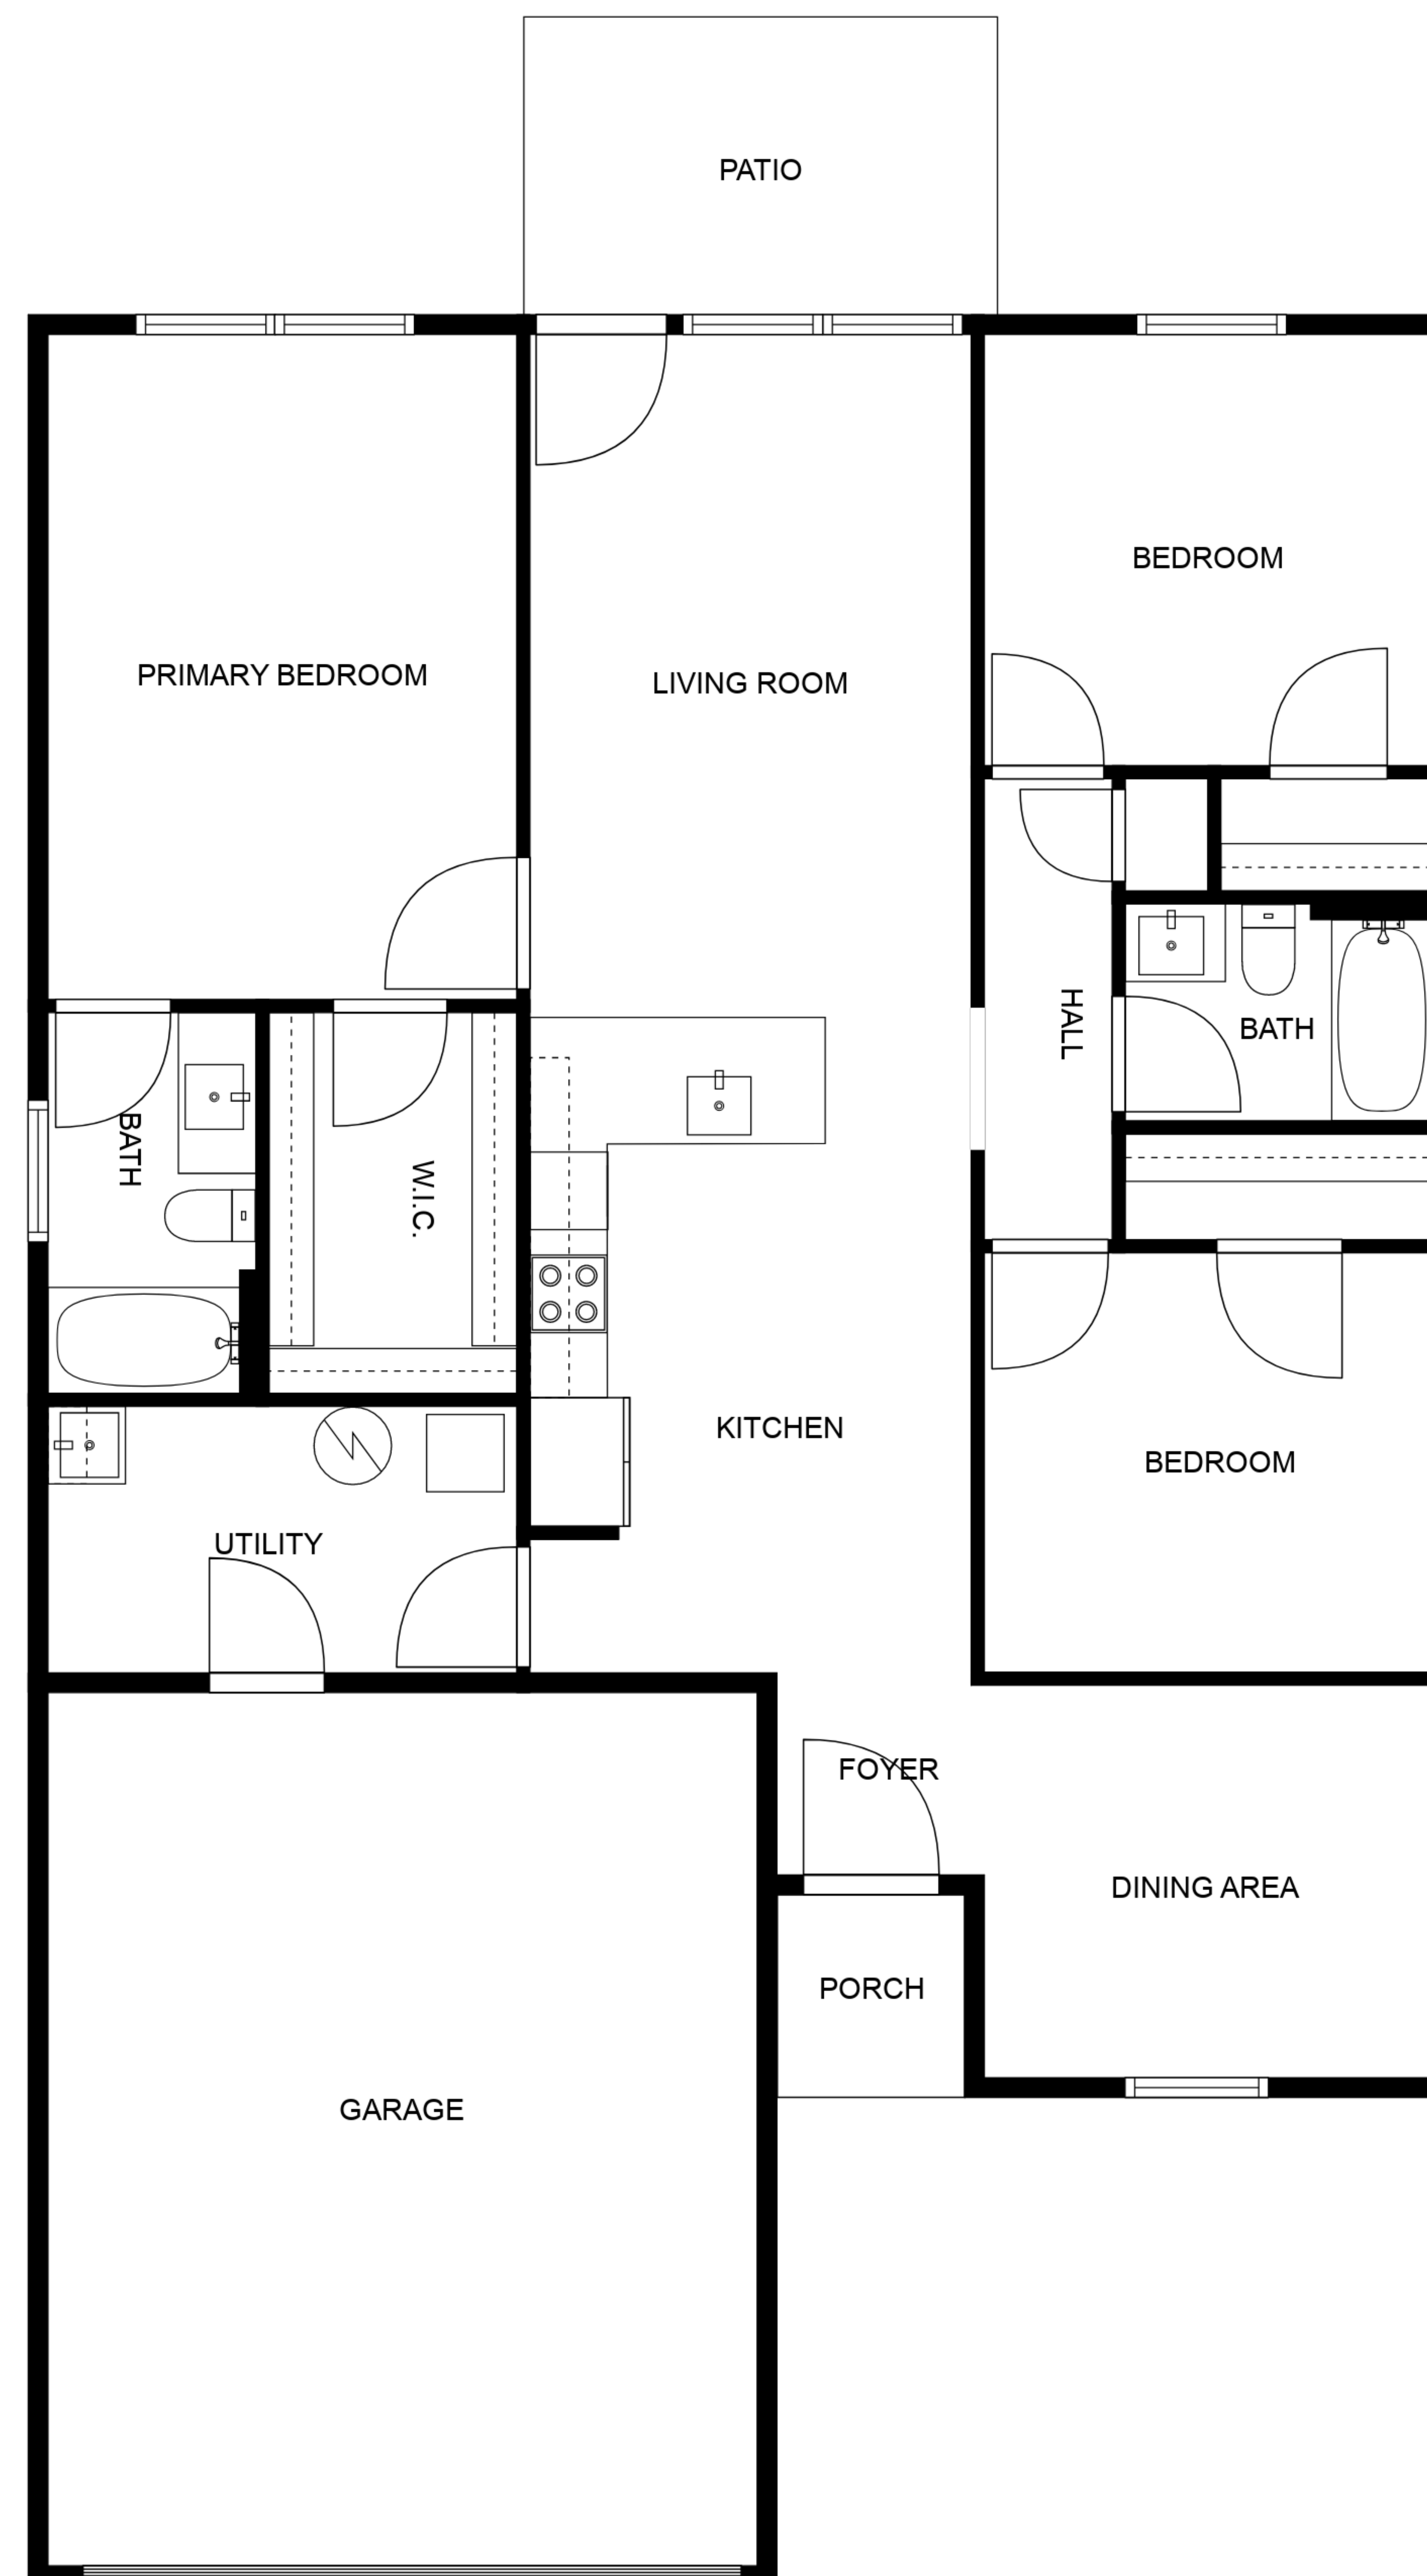 PATIO
BEDROOM
PRIMARY BEDROOM
LIVING ROOM
HALL
BATH
BATH
W.I.C.
KITCHEN
BEDROOM
UTILITY
FOYER
DINING AREA
PORCH
GARAGE